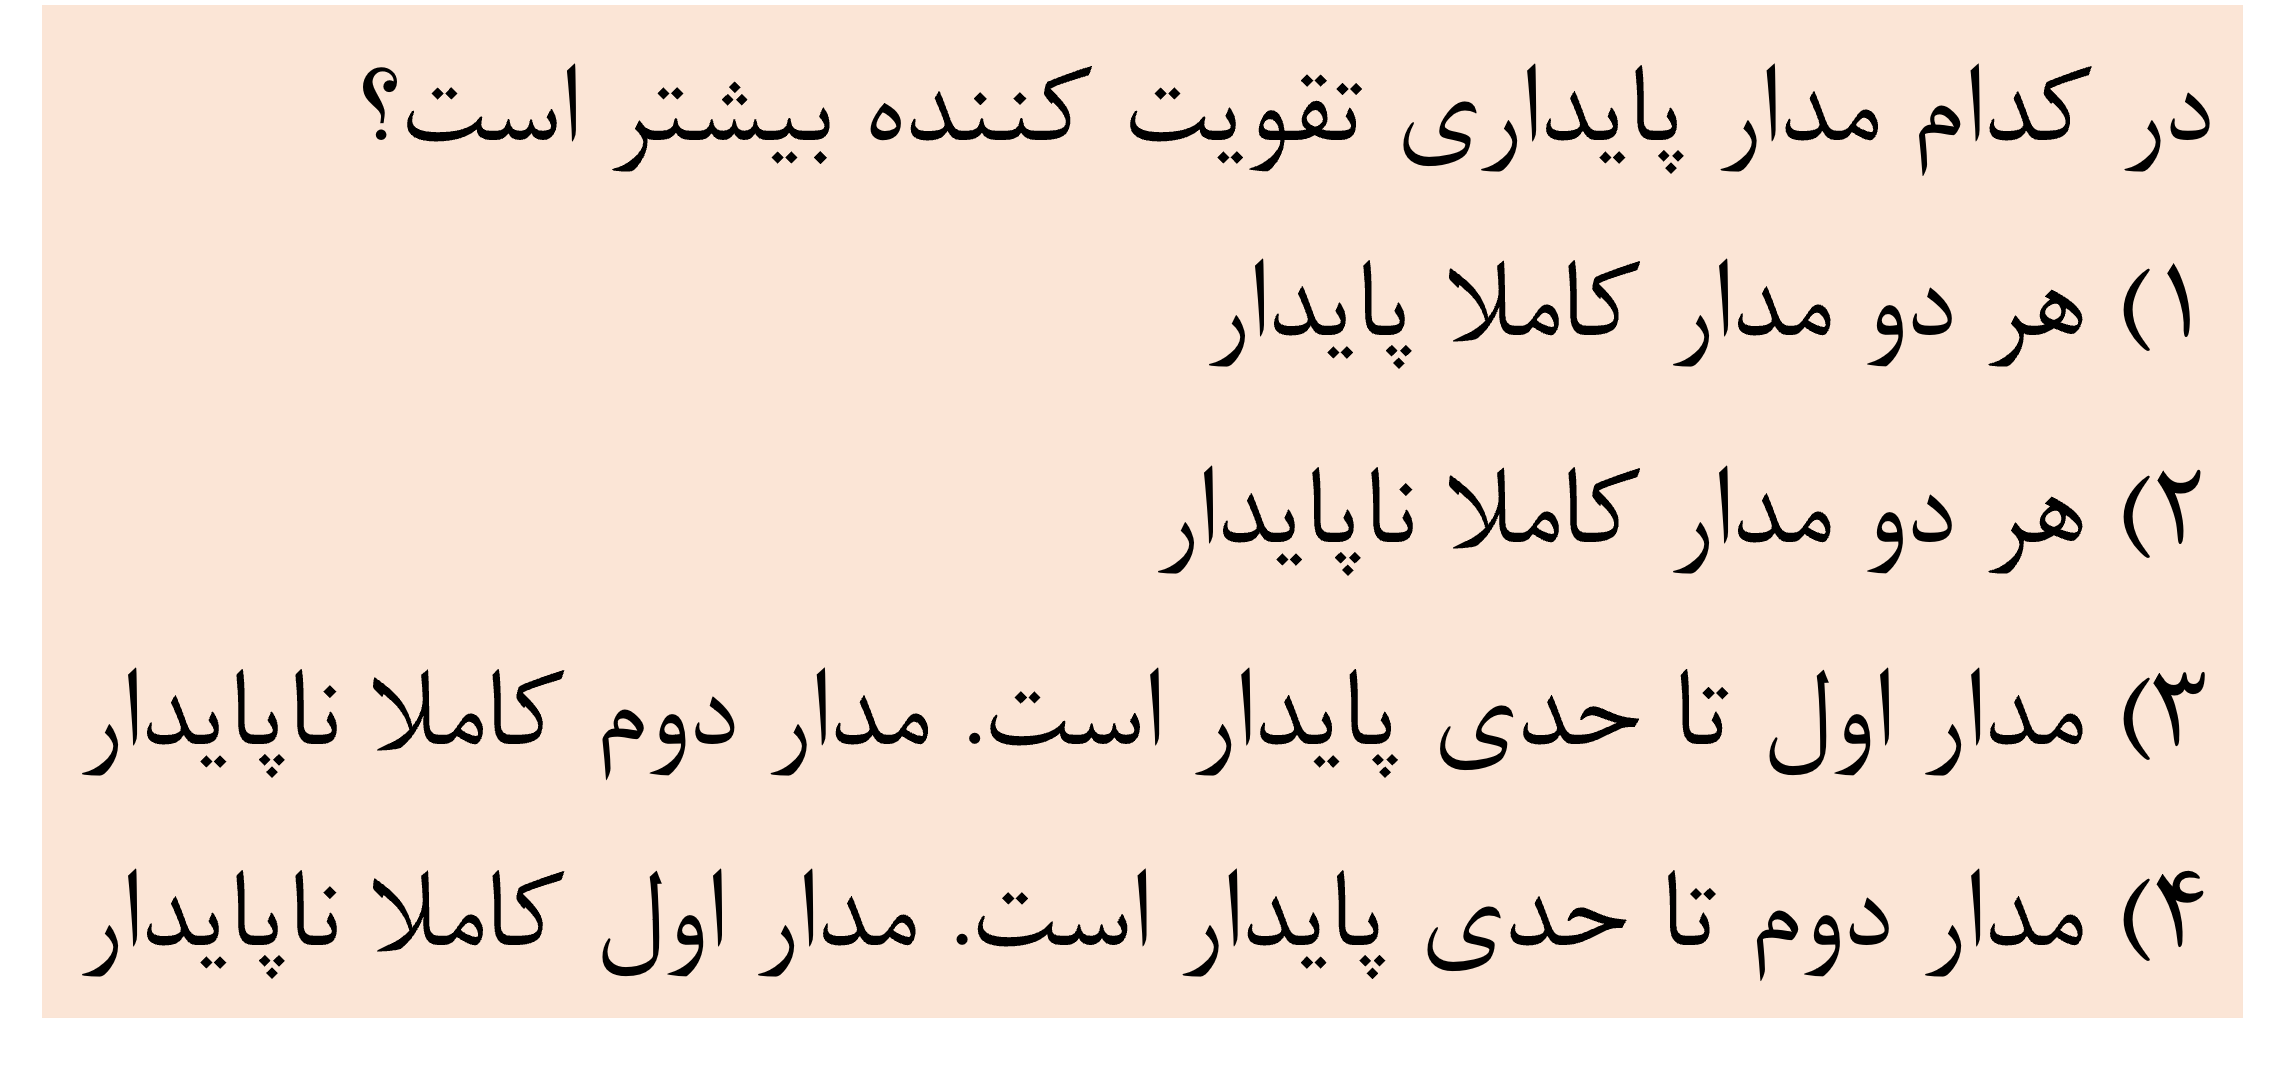 در کدام مدار پایداری تقویت کننده بیشتر است؟
۱) هر دو مدار کاملا پایدار
۲) هر دو مدار کاملا ناپایدار
۳) مدار اول تا حدی پایدار است. مدار دوم کاملا ناپایدار
۴) مدار دوم تا حدی پایدار است. مدار اول کاملا ناپایدار